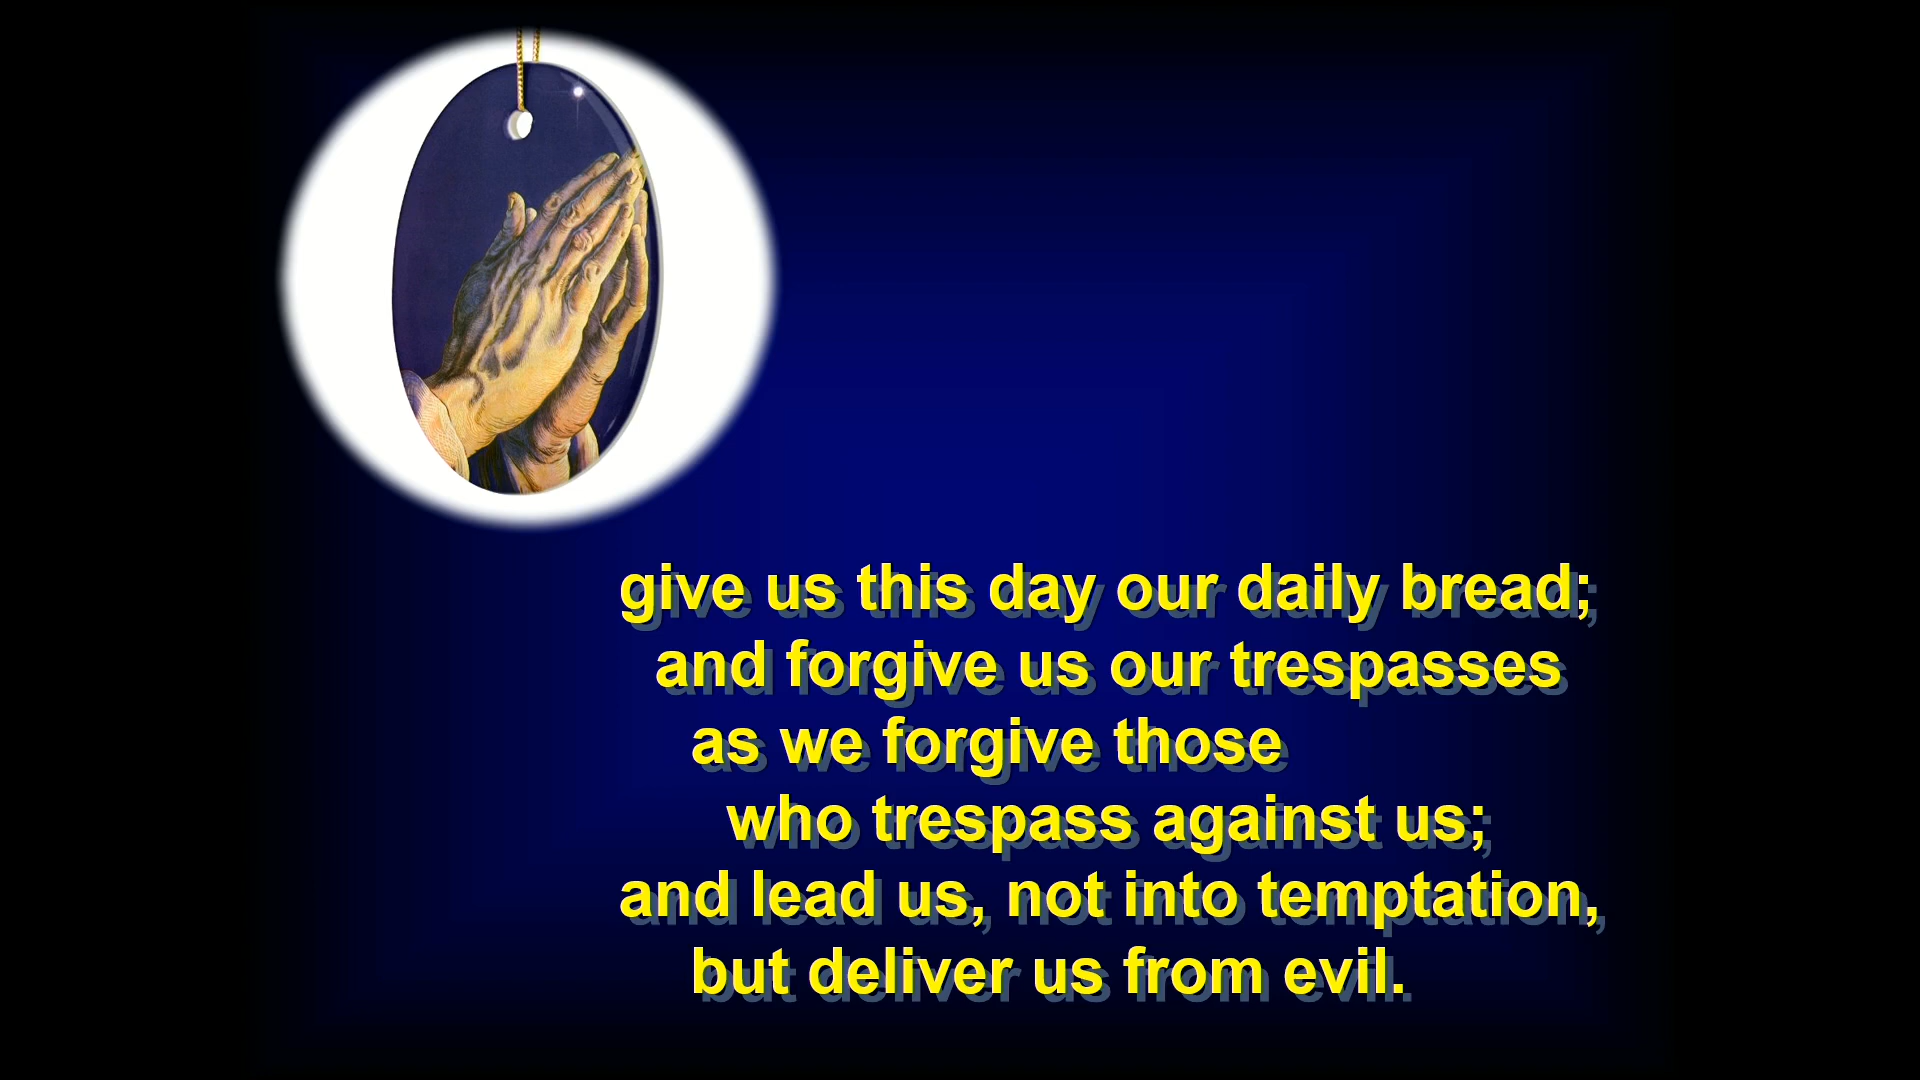 give us this day our daily bread;
and forgive us our trespasses
as we forgive those
who trespass against us;
and lead us, not into temptation,
but deliver us from evil.